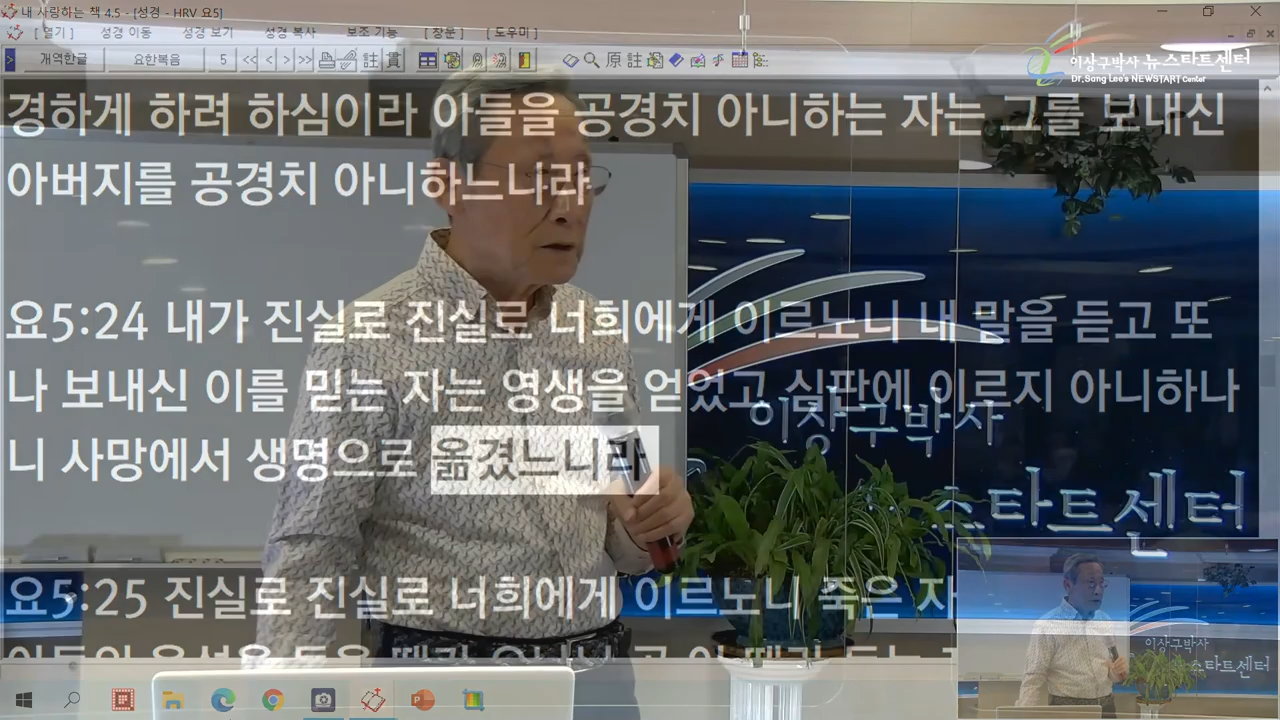 내 사랑하는 책 4.5 - [성경 - HRV 요5]
[ 열기 ] 성경 이동 성경 보기 성경 복사 보조 기능 [ 창문 ] [ 도우미 ]
개역한글 요한복음 5 << < > >> 註 貫 原 註
이상구박사 뉴스타트센터
Dr. Sang Lee's NEWSTART Center
경하게 하려 하심이라 아들을 공경치 아니하는 자는 그를 보내신
아버지를 공경치 아니하느니라
요5:24 내가 진실로 진실로 너희에게 이르노니 내 말을 듣고 또
나 보내신 이를 믿는 자는 영생을 얻었고 심판에 이르지 아니하나
니 사망에서 생명으로 옮겼느니라
이상구박사
스타트센터
요5:25 진실로 진실로 너희에게 이르노니 죽은 자
이상구박사
스타트센터